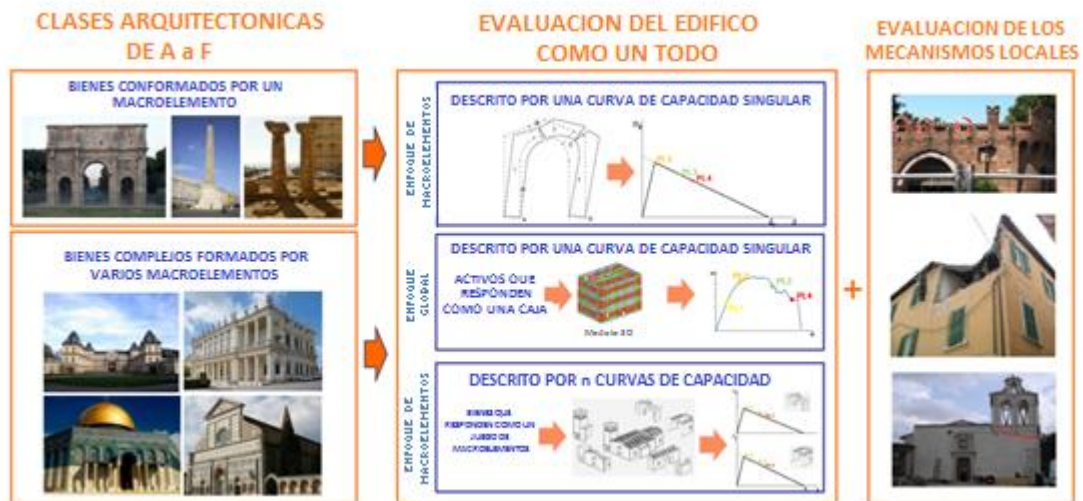 CLASES ARQUITECTONICAS
DE A a F
BIENES CONFORMADOS POR UN
MACROELEMENTO
BIENES COMPLEJOS FORMADOS POR
VARIOS MACROELEMENTOS
EVALUACION DEL EDIFICO
COMO UN TODO
ENFOQUE DE
MACROELEMENTOS
DESCRITO POR UNA CURVA DE CAPACIDAD SINGULAR
PL4
ENFOQUE
GLOBAL
DESCRITO POR UNA CURVA DE CAPACIDAD SINGULAR
ACTIVOS QUE
RESPONDEN
COMO UNA CAJA
Modelo 3D
PL4
ENFOQUE DE
MACROELEMENTOS
DESCRITO POR n CURVAS DE CAPACIDAD
BIENES QUE
RESPONDEN COMO UN
JUEGO DE
MACROELEMENTOS
+
EVALUACION DE LOS
MECANISMOS LOCALES